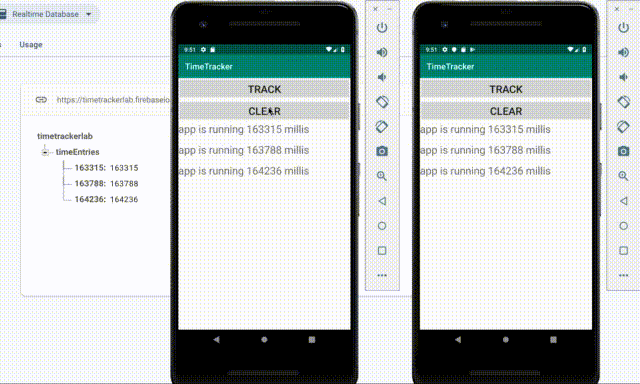 Realtime Database
s
Usage
https://timetrackerlab.firebaseio
timetrackerlab
timeEntries
163315: 163315
163788: 163788
164236: 164236
9:51
TimeTracker
TRACK
CLEAR
app is running 163315 millis
app is running 163788 millis
app is running 164236 millis
9:51
TimeTracker
TRACK
CLEAR
app is running 163315 millis
app is running 163788 millis
app is running 164236 millis